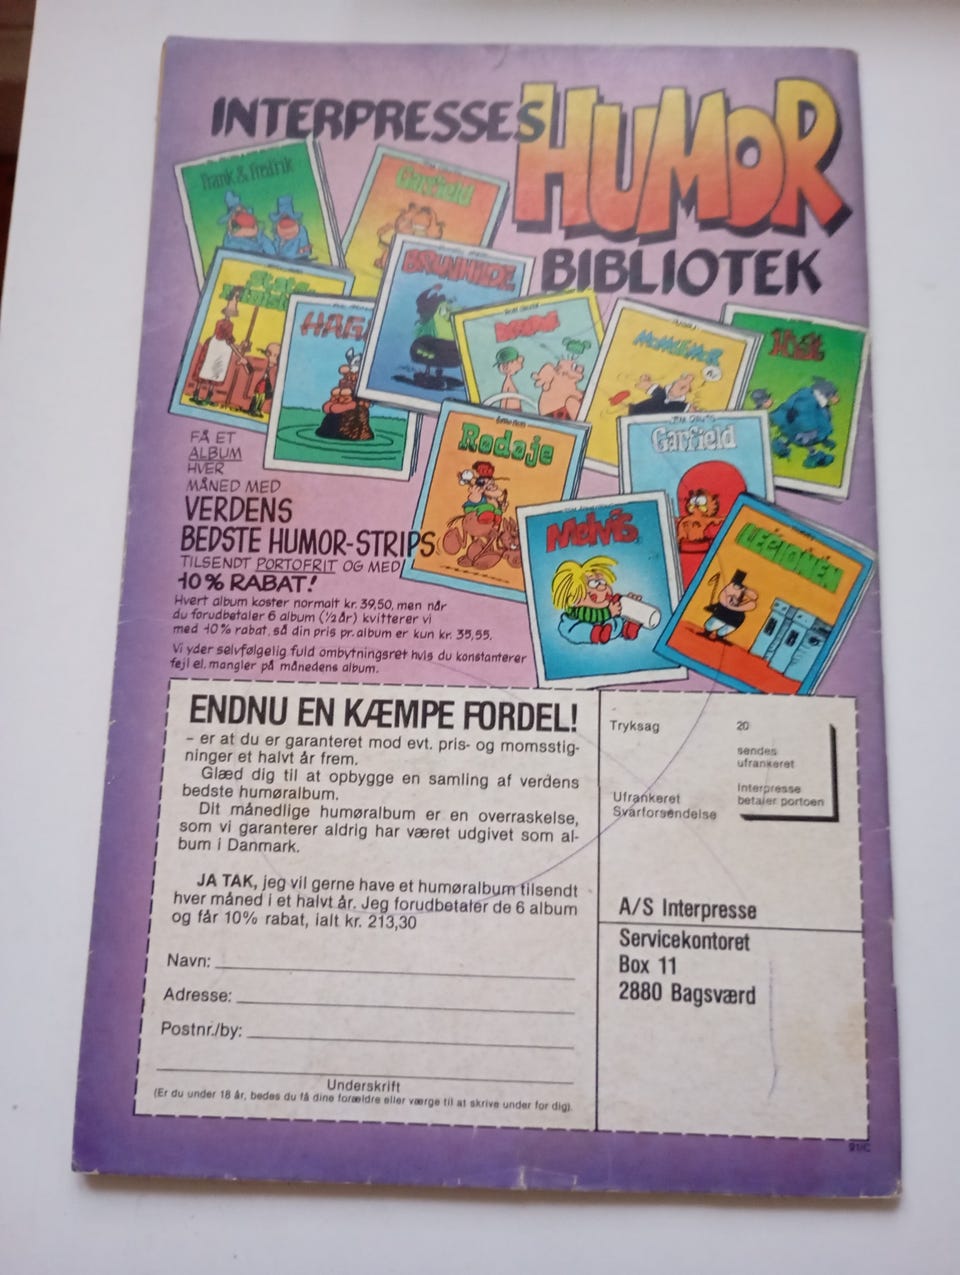 INTERPRESSES HUMOR
BIBLIOTEK
Frank & Fredrik
Garfield
BRUNHILDE
HAG
MOMSEMOR
Rødøje
Garfield
Melvis
LEGIONEN
FÅ ET
ALBUM
HVER
MÅNED MED
VERDENS
BEDSTE HUMOR-STRIPS
TILSENDT PORTOFRIT OG MED
10% RABAT!
Hvert album koster normalt kr. 39,50, men når
du forudbetaler 6 album (1/2 år) kvitterer vi
med 10% rabat, så din pris pr. album er kun kr. 35,55.
Vi yder selvfølgelig fuld ombytningsret hvis du konstanterer
fejl el. mangler på månedens album.
ENDNU EN KÆMPE FORDEL!
– er at du er garanteret mod evt. pris- og momsstig-
ninger et halvt år frem.
Glæd dig til at opbygge en samling af verdens
bedste humøralbum.
Dit månedlige humøralbum er en overraskelse,
som vi garanterer aldrig har været udgivet som al-
bum i Danmark.
JA TAK, jeg vil gerne have et humøralbum tilsendt
hver måned i et halvt år. Jeg forudbetaler de 6 album
og får 10% rabat, ialt kr. 213,30
Navn:
Adresse:
Postnr./by:
Underskrift
(Er du under 18 år, bedes du få dine forældre eller værge til at skrive under for dig).
Tryksag
20
sendes
ufrankeret
Interpresse
betaler portoen
Ufrankeret
Svarforsendelse
A/S Interpresse
Servicekontoret
Box 11
2880 Bagsværd
91/C